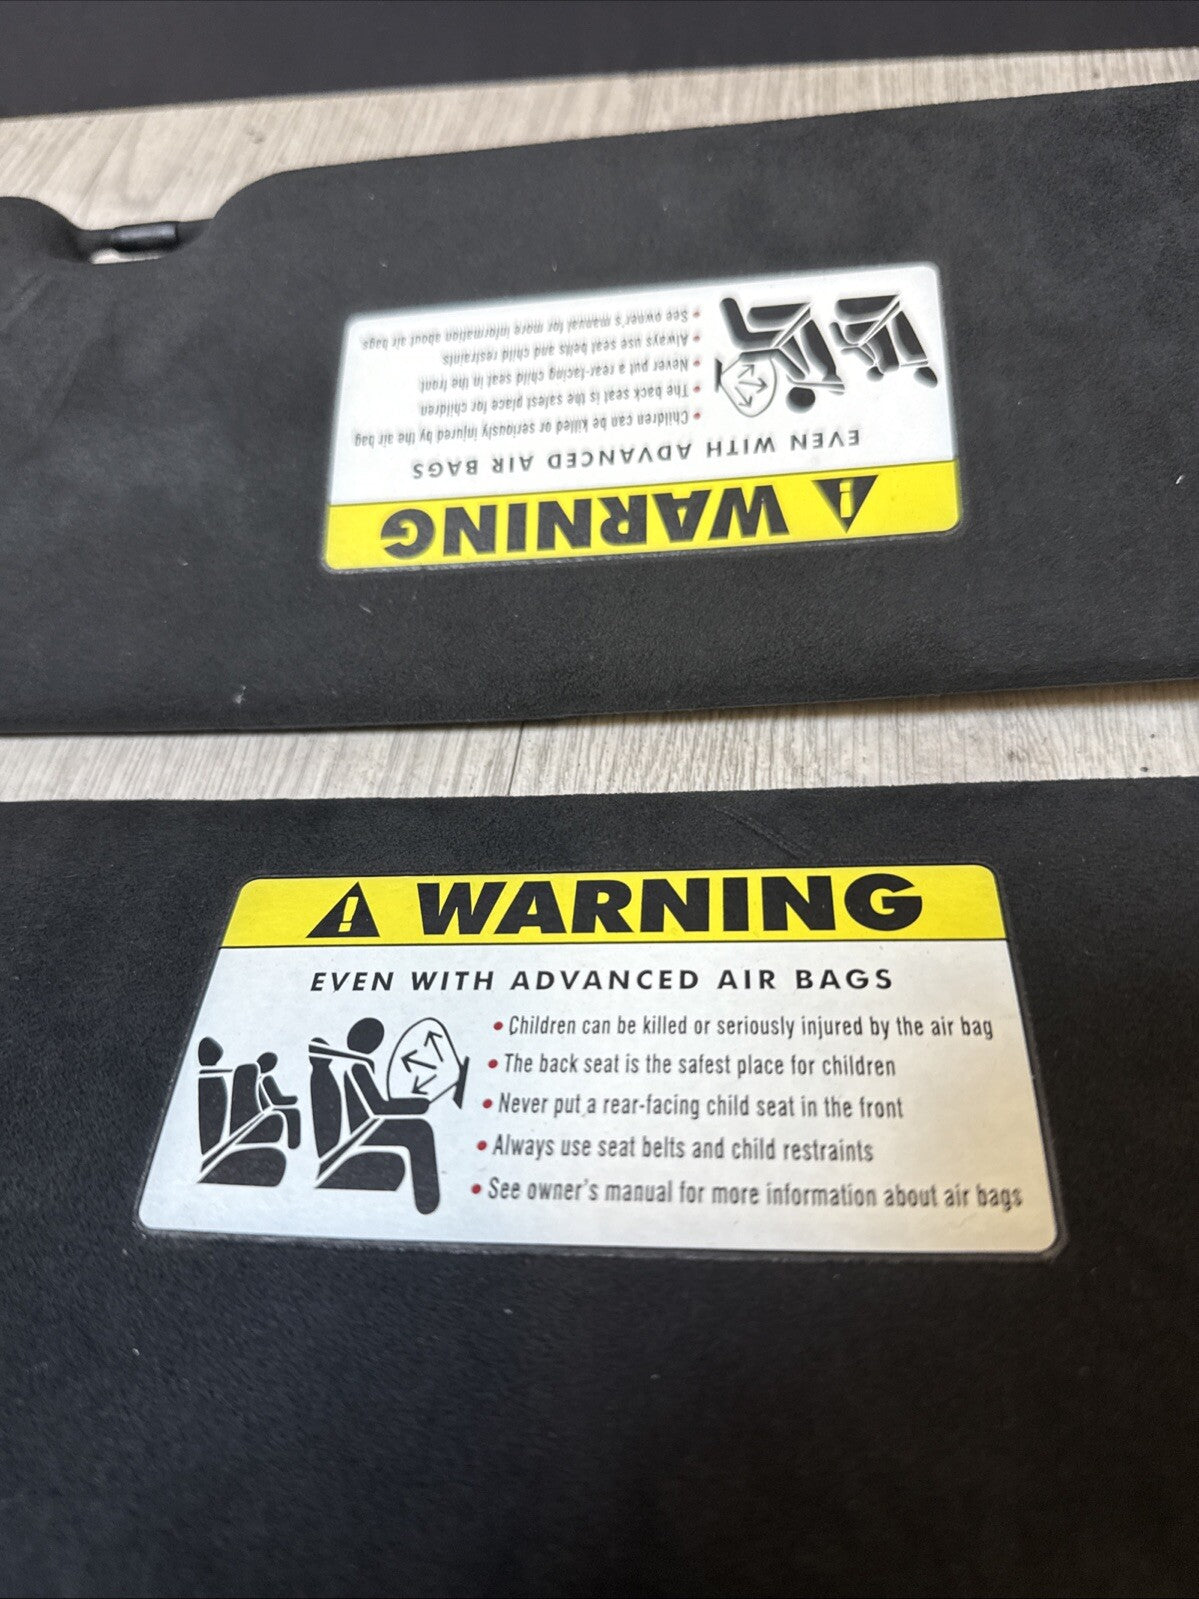 • See owner's manual for more information about air bags.
• Always use seat belts and child restraints
• Never put a rear-facing child seat in the front
• The back seat is the safest place for children
• Children can be killed or seriously injured by the air bag
EVEN WITH ADVANCED AIR BAGS
! WARNING
! WARNING
EVEN WITH ADVANCED AIR BAGS
• Children can be killed or seriously injured by the air bag
• The back seat is the safest place for children
• Never put a rear-facing child seat in the front
• Always use seat belts and child restraints
• See owner's manual for more information about air bags